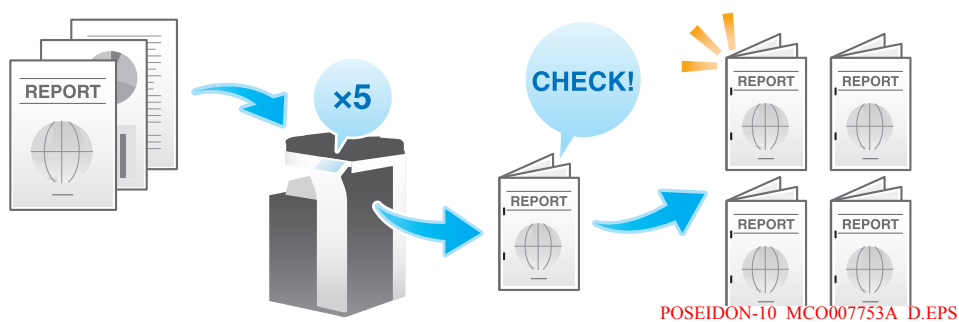 REPORT
×5
REPORT
CHECK!
REPORT
REPORT
REPORT
REPORT
POSEIDON-10 MCO007753A D.EPS